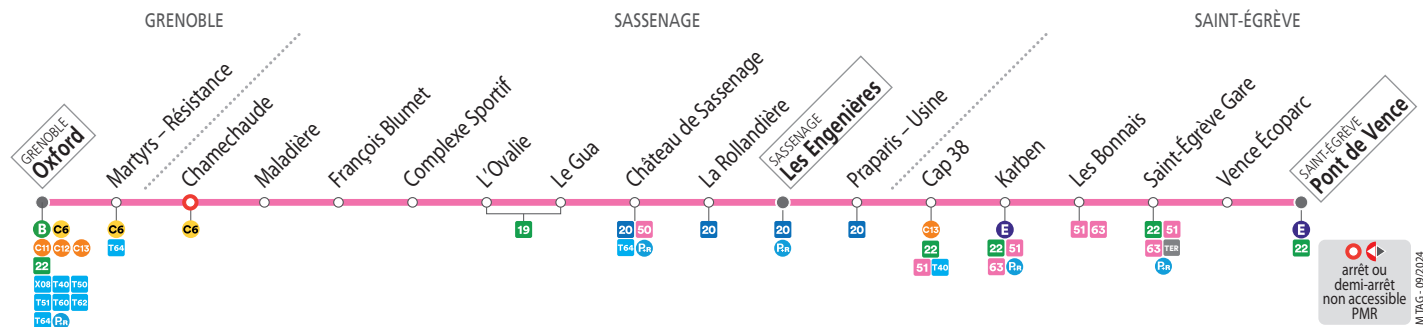 GRENOBLE
SASSENAGE
SAINT-ÉGRÈVE
GRENOBLE
Oxford
Martyrs – Résistance
Chamechaude
Maladière
François Blumet
Complexe Sportif
L'Ovalie
Le Gua
Château de Sassenage
La Rollandière
SASSENAGE
Les Engenières
Praparis – Usine
Cap 38
Karben
Les Bonnais
Saint-Égrève Gare
Vence Écoparc
SAINT-ÉGRÈVE
Pont de Vence
B C6
C11 C12 C13
22
X08 T40 T50
T51 T60 T62
T64 P+R
C6
T64
C6
19
20 50
T64 P+R
20
20
P+R
20
C13
22
51 T40
E
22 51
63 P+R
51 63
22 51
63 TER
P+R
E
22
arrêt ou
demi-arrêt
non accessible
PMR
M TAG - 09/2024